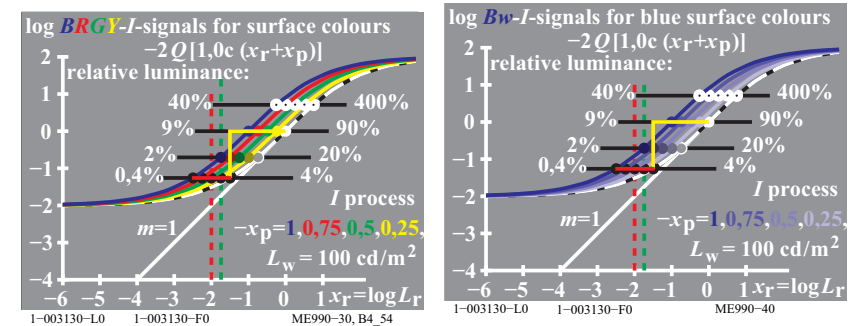 log BRGY-I-signals for surface colours
−2Q[1,0c (xr+xp)]
relative luminance:
2
1
0
−1
−2
−3
−4
40% 400%
9% 90%
2% 20%
0,4% 4%
I process
m=1
−xp=1,0,75,0,5,0,25,
Lw = 100 cd/m2
−6 −5 −4 −3 −2 −1 0 1 xr=logLr
1−003130−L0 1−003130−F0 ME990−30, B4_54
log Bw-I-signals for blue surface colours
−2Q[1,0c (xr+xp)]
relative luminance:
2
1
0
−1
−2
−3
−4
40% 400%
9% 90%
2% 20%
0,4% 4%
I process
m=1
−xp=1,0,75,0,5,0,25,
Lw = 100 cd/m2
−6 −5 −4 −3 −2 −1 0 1 xr=logLr
1−003130−L0 1−003130−F0 ME990−40